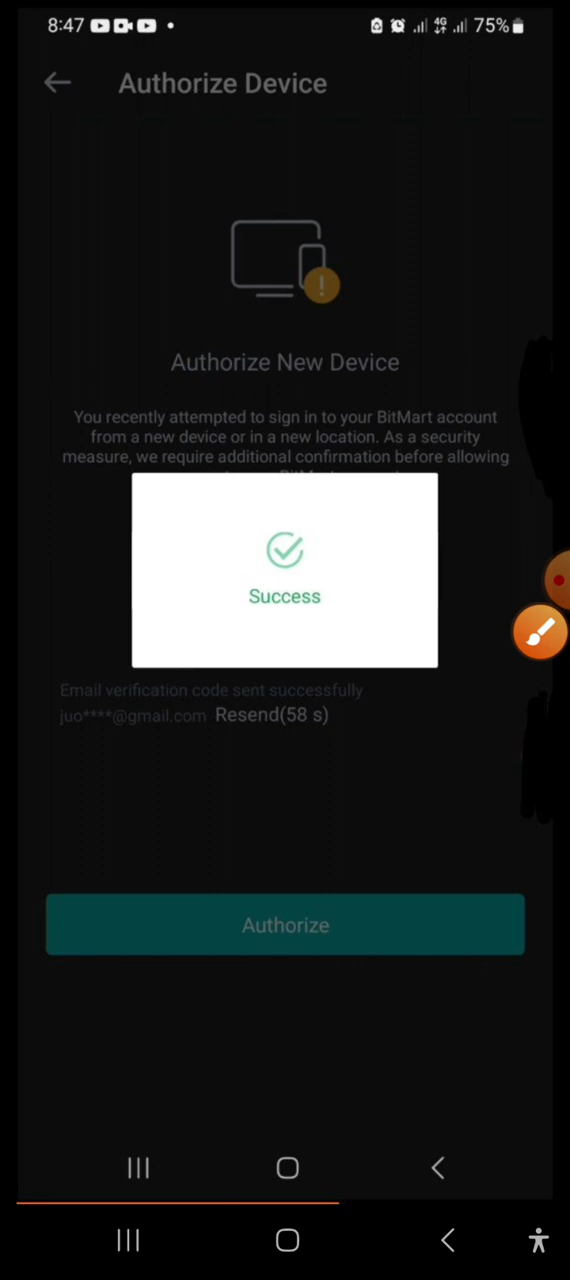 8:47 4G 75%
Authorize Device
Authorize New Device
You recently attempted to sign in to your BitMart account
from a new device or in a new location. As a security
measure, we require additional confirmation before allowing
Success
Email verification code sent successfully
juo****@gmail.com Resend(58 s)
Authorize